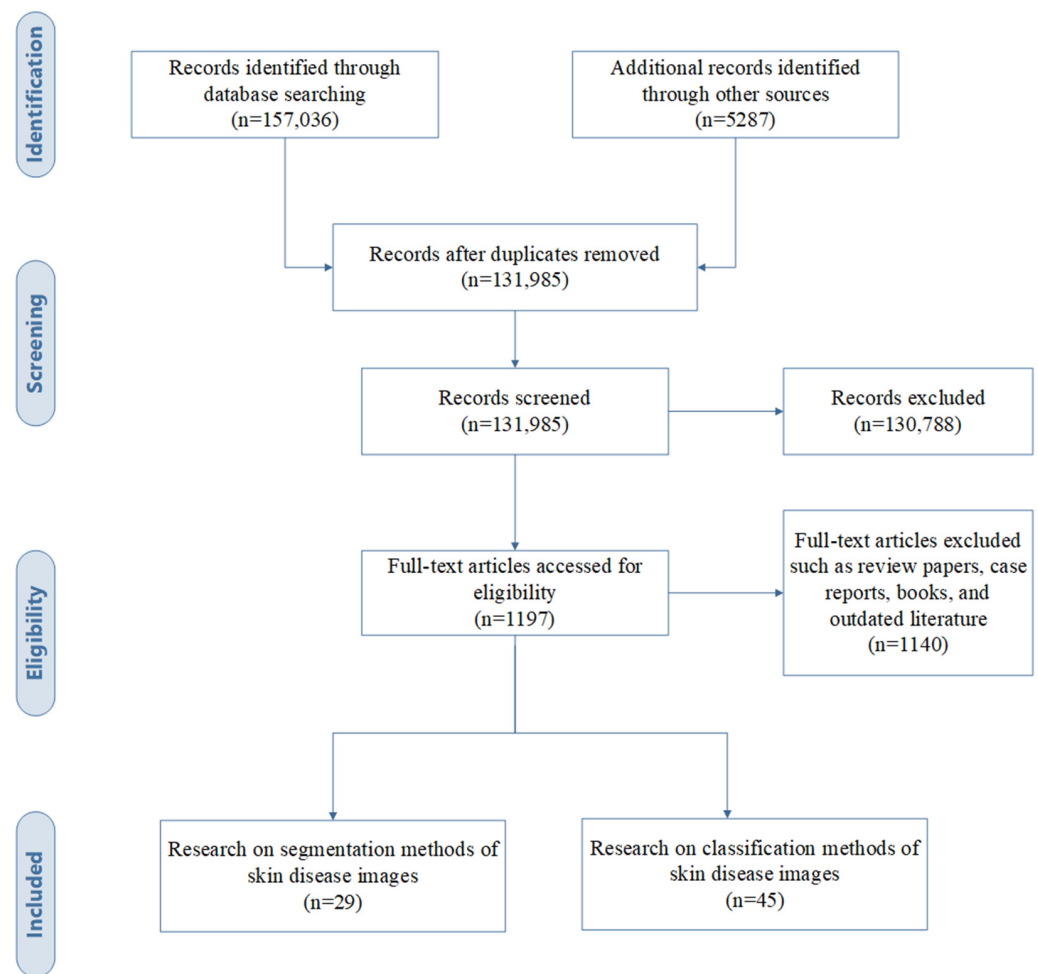 Identification
Records identified through
database searching
(n=157,036)
Additional records identified
through other sources
(n=5287)
Screening
Records after duplicates removed
(n=131,985)
Records screened
(n=131,985)
Records excluded
(n=130,788)
Eligibility
Full-text articles accessed for
eligibility
(n=1197)
Full-text articles excluded
such as review papers, case
reports, books, and
outdated literature
(n=1140)
Included
Research on segmentation methods of
skin disease images
(n=29)
Research on classification methods of
skin disease images
(n=45)